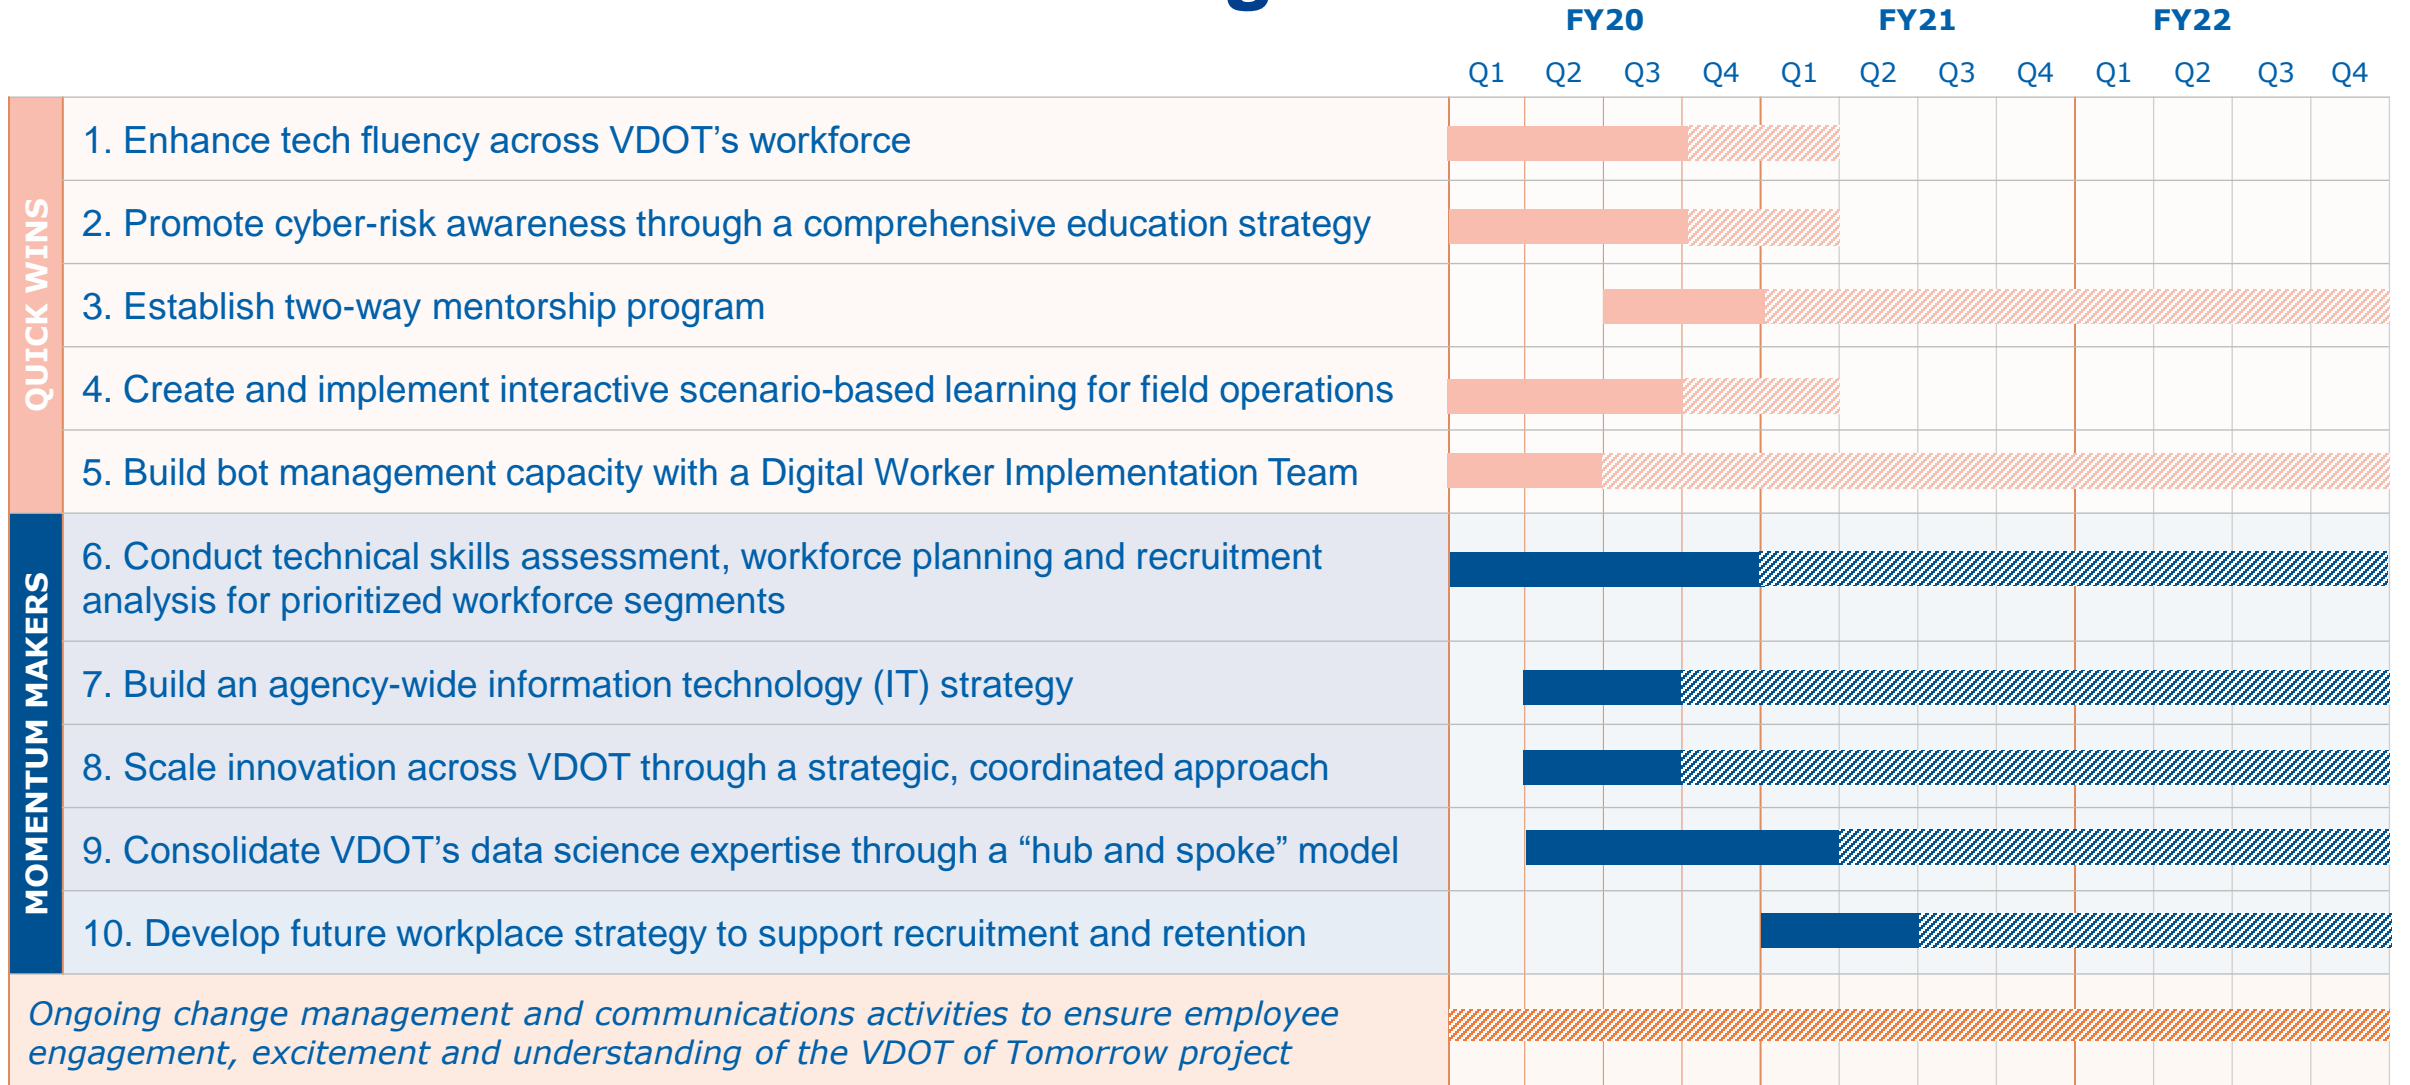 FY20 FY21 FY22
Q1 Q2 Q3 Q4 Q1 Q2 Q3 Q4 Q1 Q2 Q3 Q4
QUICK WINS
1. Enhance tech fluency across VDOT’s workforce
2. Promote cyber-risk awareness through a comprehensive education strategy
3. Establish two-way mentorship program
4. Create and implement interactive scenario-based learning for field operations
5. Build bot management capacity with a Digital Worker Implementation Team
MOMENTUM MAKERS
6. Conduct technical skills assessment, workforce planning and recruitment
analysis for prioritized workforce segments
7. Build an agency-wide information technology (IT) strategy
8. Scale innovation across VDOT through a strategic, coordinated approach
9. Consolidate VDOT’s data science expertise through a “hub and spoke” model
10. Develop future workplace strategy to support recruitment and retention
Ongoing change management and communications activities to ensure employee
engagement, excitement and understanding of the VDOT of Tomorrow project